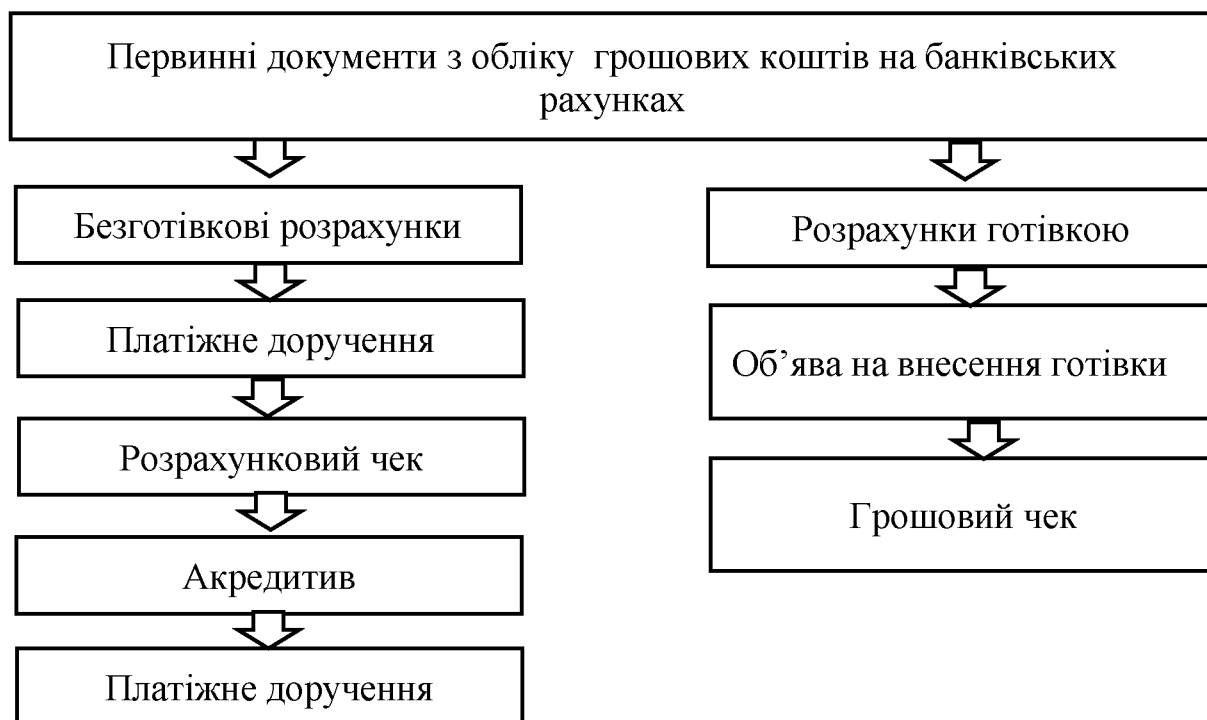 Первинні документи з обліку грошових коштів на банківських
рахунках
Безготівкові розрахунки
Розрахунки готівкою
Платіжне доручення
Об’ява на внесення готівки
Розрахунковий чек
Грошовий чек
Акредитив
Платіжне доручення